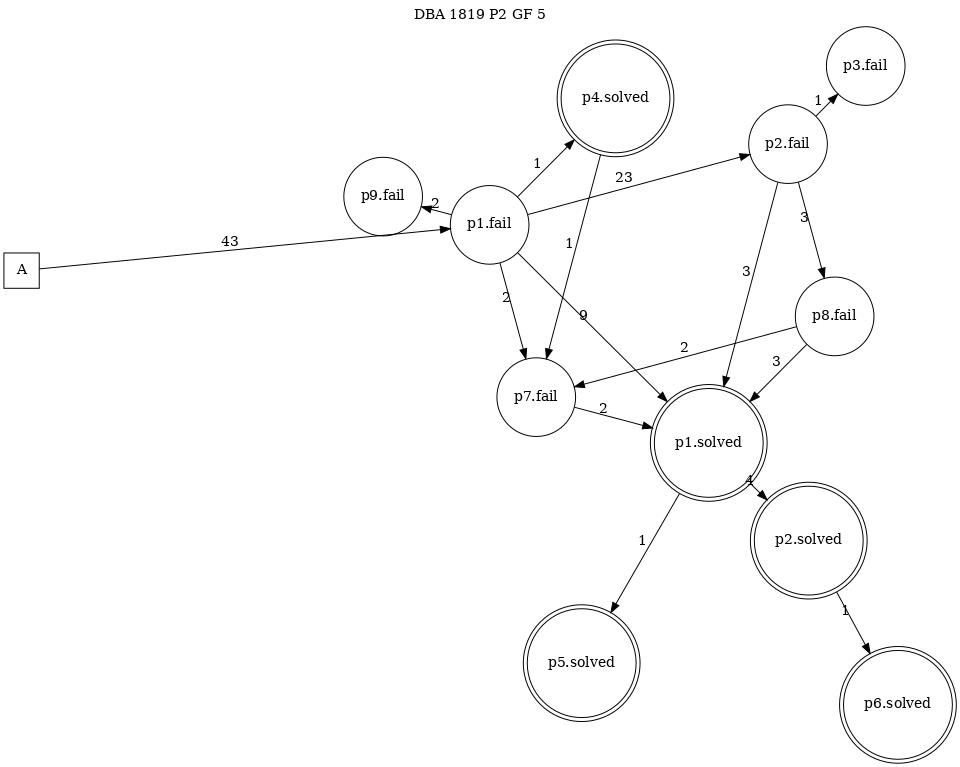 DBA 1819 P2 GF 5
p3.fail
p4.solved
1
p2.fail
1
23
p9.fail
2
p1.fail
3
43
1
A
3
2
9
p8.fail
2
3
p7.fail
2
p1.solved
4
1
p2.solved
1
p5.solved
p6.solved